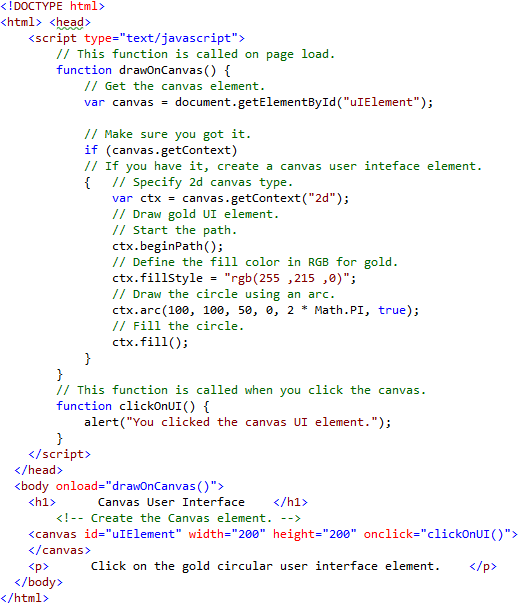 <!DOCTYPE html>
<html> <head>
    <script type="text/javascript">
        // This function is called on page load.
        function drawOnCanvas() {
            // Get the canvas element.
            var canvas = document.getElementById("uIElement");

            // Make sure you got it.
            if (canvas.getContext)
            // If you have it, create a canvas user inteface element.
            {   // Specify 2d canvas type.
                var ctx = canvas.getContext("2d");
                // Draw gold UI element.
                // Start the path.
                ctx.beginPath();
                // Define the fill color in RGB for gold.
                ctx.fillStyle = "rgb(255 ,215 ,0)";
                // Draw the circle using an arc.
                ctx.arc(100, 100, 50, 0, 2 * Math.PI, true);
                // Fill the circle.
                ctx.fill();
            }
        }
        // This function is called when you click the canvas.
        function clickOnUI() {
            alert("You clicked the canvas UI element.");
        }
    </script>
  </head>
  <body onload="drawOnCanvas()">
    <h1>      Canvas User Interface    </h1>
        <!-- Create the Canvas element. -->
    <canvas id="uIElement" width="200" height="200" onclick="clickOnUI()">
    </canvas>
    <p>      Click on the gold circular user interface element.    </p>
  </body>
</html>